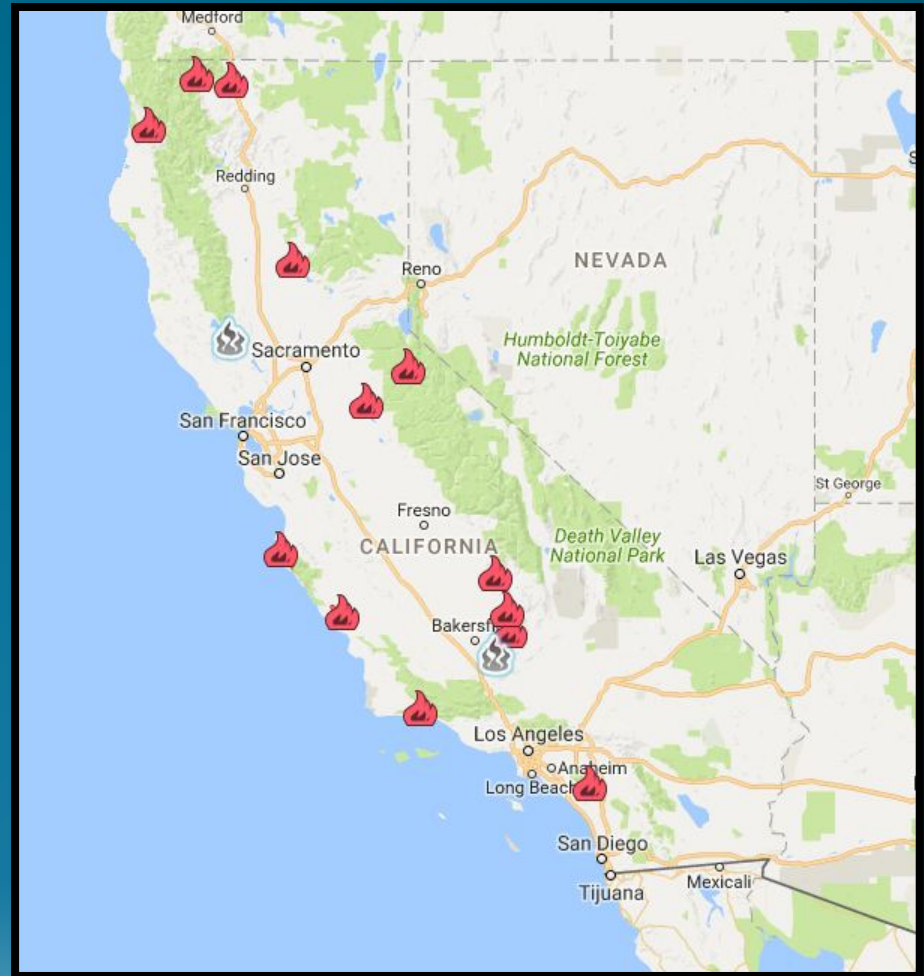 Medford
Redding
Reno
NEVADA
Humboldt-Toiyabe
National Forest
Sacramento
San Francisco
San Jose
St George
Fresno
CALIFORNIA
Death Valley
National Park
Las Vegas
Bakersfi
Los Angeles
Anaheim
Long Beach
San Diego
Tijuana
Mexicali